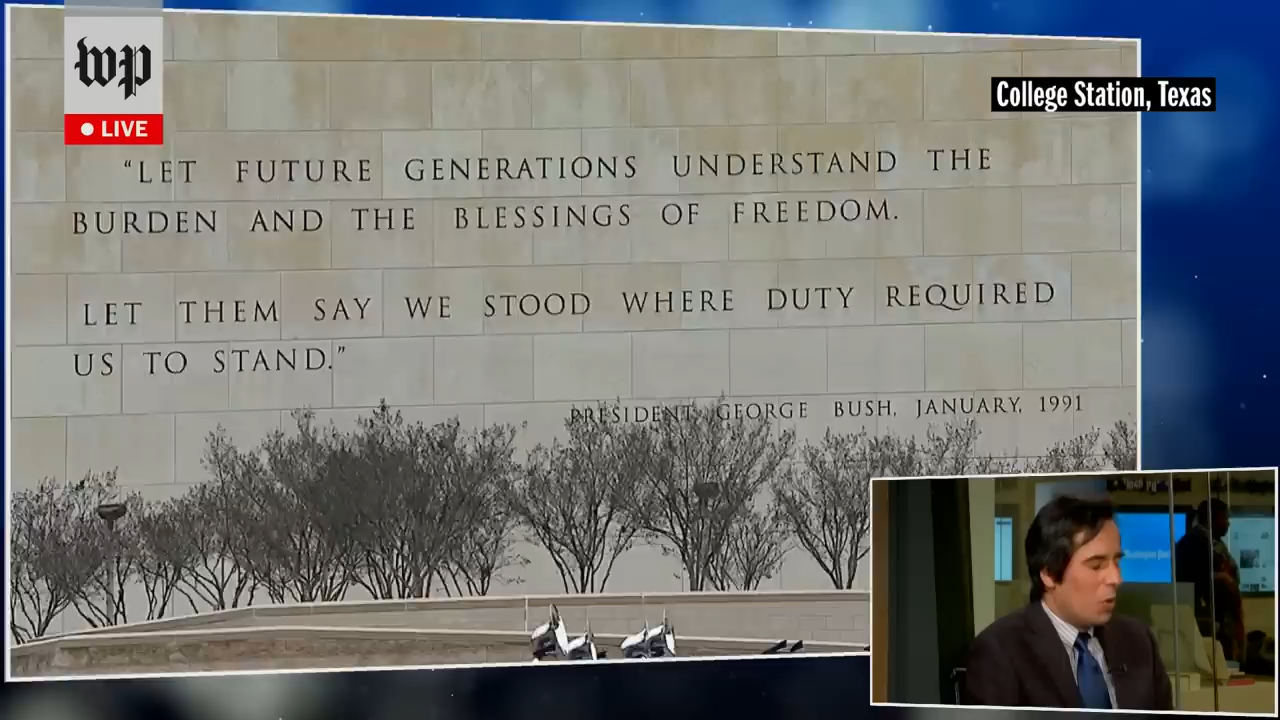 wp
LIVE
College Station, Texas
“LET FUTURE GENERATIONS UNDERSTAND THE
BURDEN AND THE BLESSINGS OF FREEDOM.
LET THEM SAY WE STOOD WHERE DUTY REQUIRED
US TO STAND.”
PRESIDENT GEORGE BUSH, JANUARY, 1991